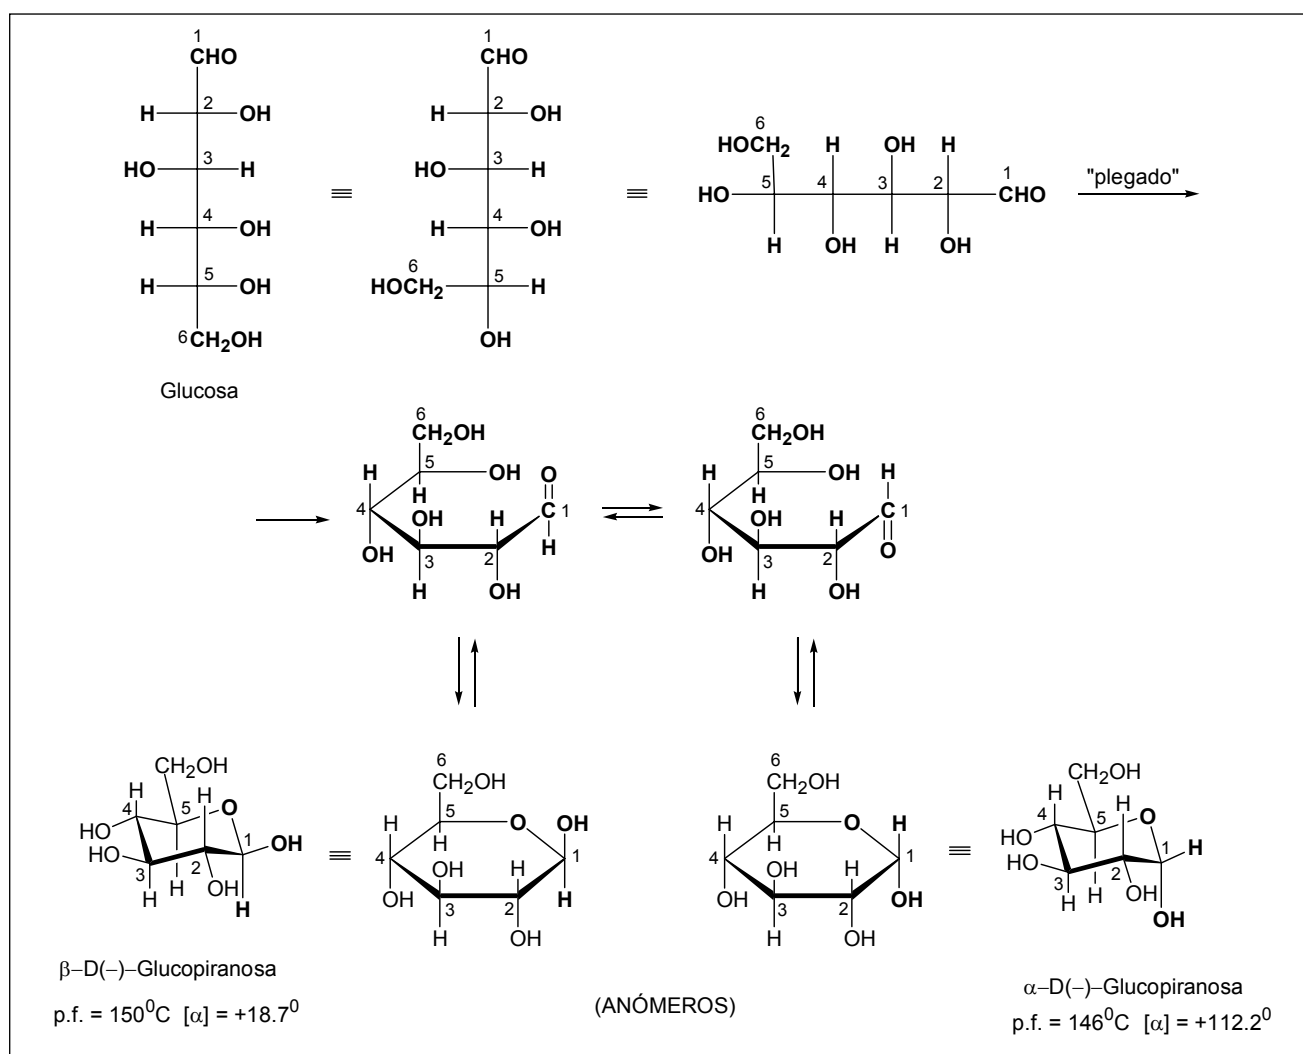 1 1
CHO CHO
H 2 OH H 2 OH 6 HOCH2 H OH H
HO 3 H HO 3 H HO 5 4 3 2 1 CHO "plegado"
≡ ≡
H 4 OH H 4 OH H OH H OH
H 5 OH 6 HOCH2 5 H
6 CH2OH OH
Glucosa
6 6
CH2OH CH2OH
H 5 OH O H 5 OH H
4 H OH H 1 4 H OH H 1
OH 3 2 H OH 3 2 O
H OH H OH
6 6
CH2OH CH2OH CH2OH CH2OH
H 4 5 H O 1 OH H 5 O OH H 5 O H H 4 5 H O 1 H
HO HO 3 2 ≡ 4 H OH H 1 4 H OH H 1 ≡ HO HO 3 2
H H OH H OH 3 2 H OH 3 2 OH H H OH OH
H OH H OH
β–D(−)–Glucopiranosa
p.f. = 150⁰C [α] = +18.7⁰
(ANÓMEROS)
α–D(−)–Glucopiranosa
p.f. = 146⁰C [α] = +112.2⁰